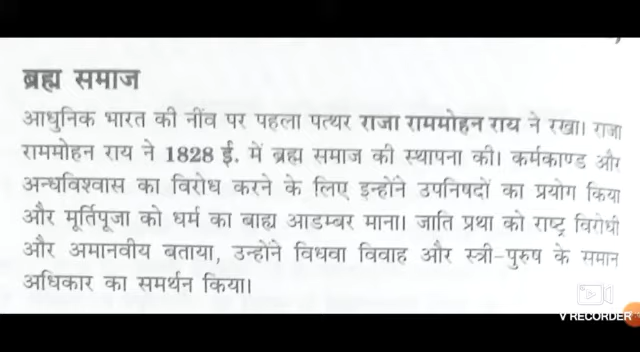 ब्रह्म समाज
आधुनिक भारत की नींव पर पहला पत्थर राजा राममोहन राय ने रखा। राजा
राममोहन राय ने 1828 ई. में ब्रह्म समाज की स्थापना की। कर्मकाण्ड और
अन्धविश्वास का विरोध करने के लिए इन्होंने उपनिषदों का प्रयोग किया
और मूर्तिपूजा को धर्म का बाह्य आडम्बर माना। जाति प्रथा को राष्ट्र विरोधी
और अमानवीय बताया, उन्होंने विधवा विवाह और स्त्री-पुरुष के समान
अधिकार का समर्थन किया।
V RECORDER